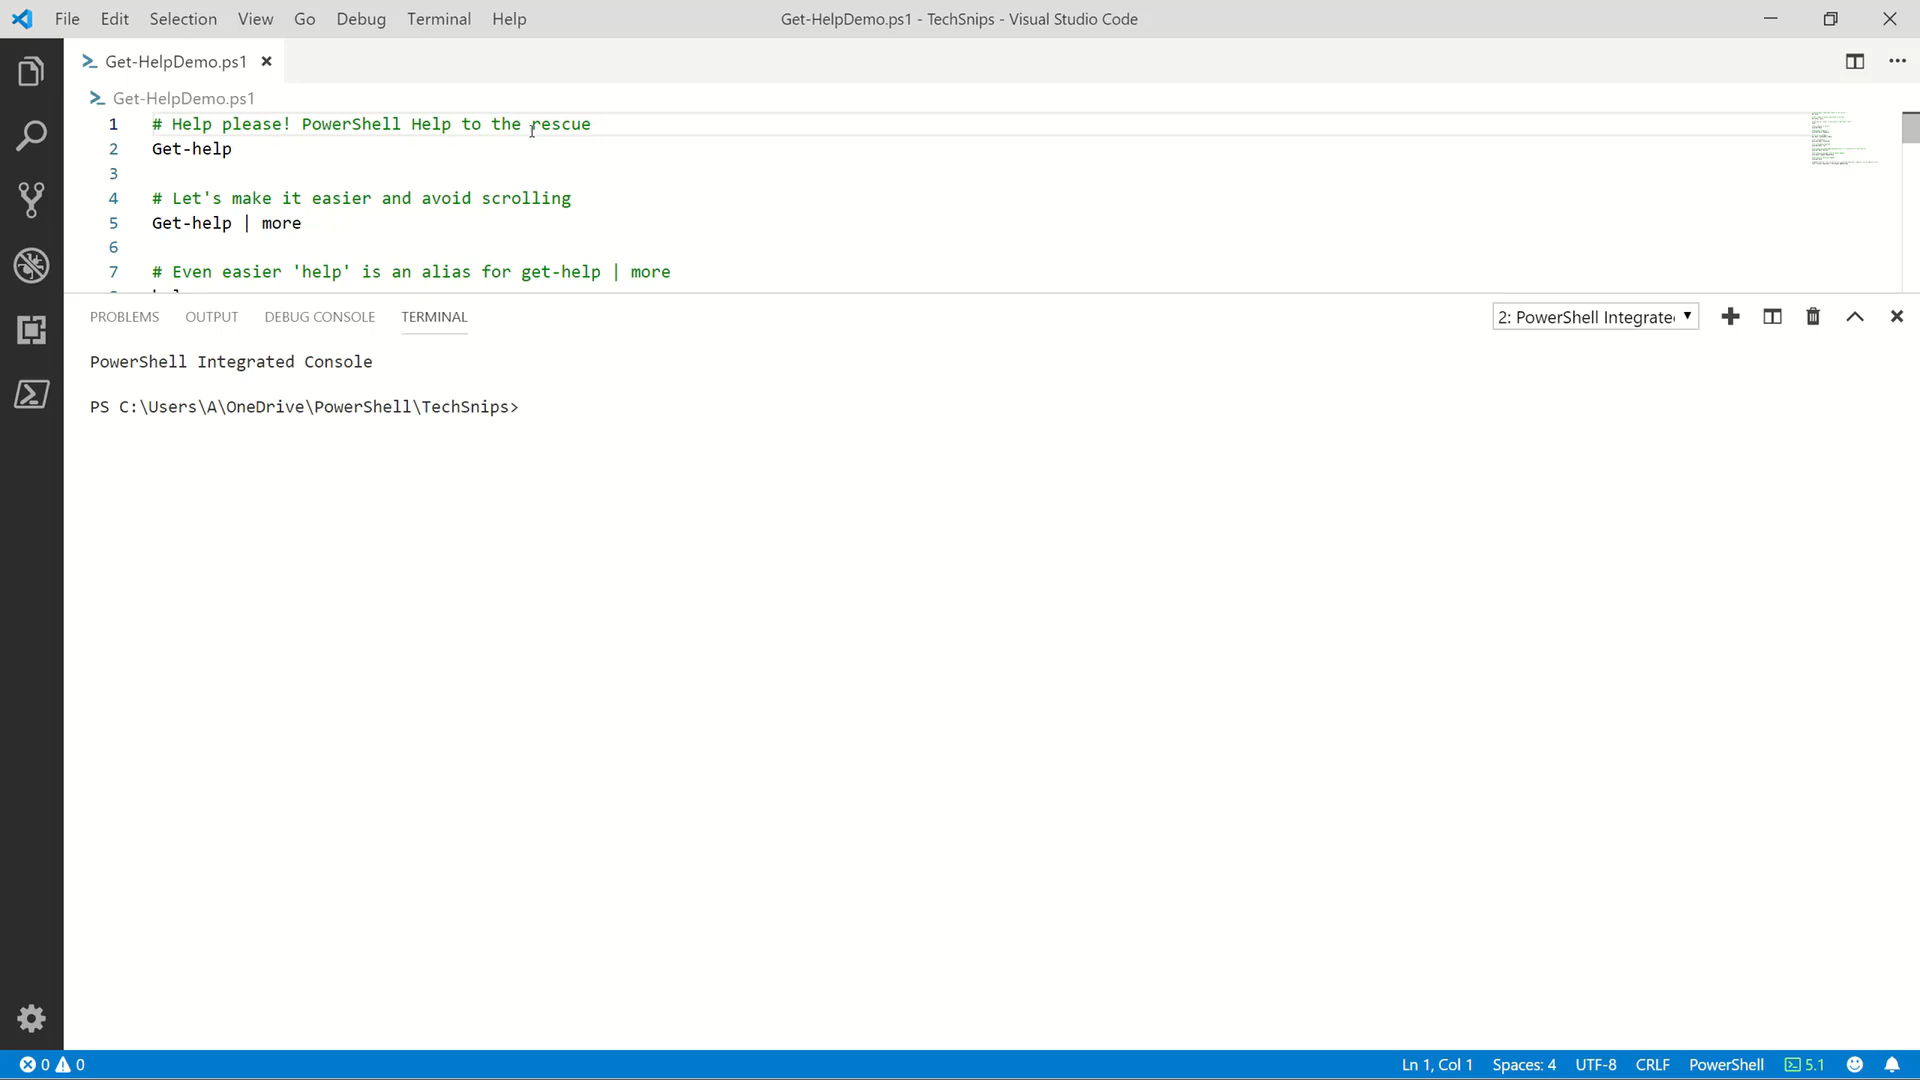 File Edit Selection View Go Debug Terminal Help
Get-HelpDemo.ps1 - TechSnips - Visual Studio Code
Get-HelpDemo.ps1
Get-HelpDemo.ps1
1 # Help please! PowerShell Help to the rescue
2 Get-help
3
4 # Let's make it easier and avoid scrolling
5 Get-help | more
6
7 # Even easier 'help' is an alias for get-help | more
PROBLEMS OUTPUT DEBUG CONSOLE TERMINAL
2: PowerShell Integrate
PowerShell Integrated Console
PS C:\Users\A\OneDrive\PowerShell\TechSnips>
0 0
Ln 1, Col 1 Spaces: 4 UTF-8 CRLF PowerShell 5.1